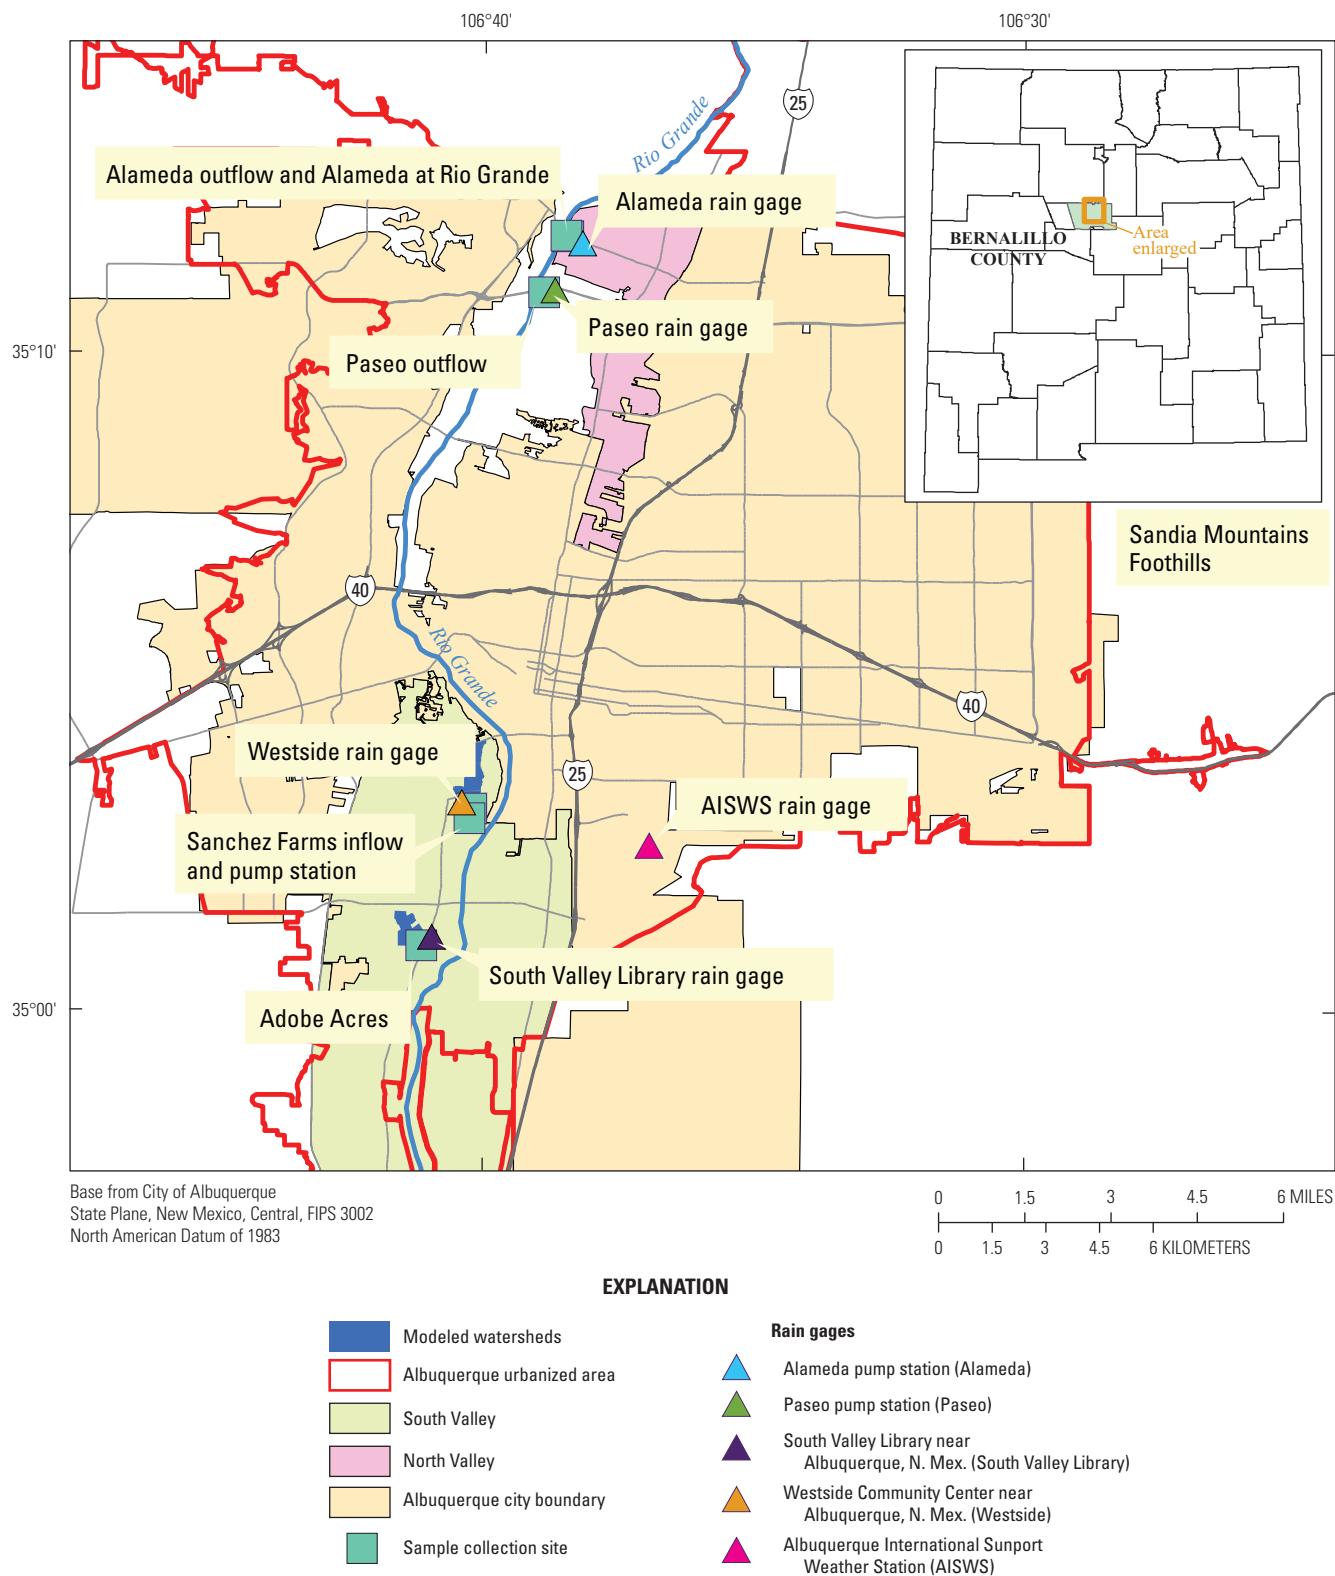 106°40'
106°30'
25
Rio Grande
Alameda outflow and Alameda at Rio Grande
Alameda rain gage
BERNALILLO
COUNTY
Area
enlarged
Paseo rain gage
35°10'
Paseo outflow
Sandia Mountains
Foothills
40
Rio Grande
40
Westside rain gage
25
AISWS rain gage
Sanchez Farms inflow
and pump station
South Valley Library rain gage
35°00'
Adobe Acres
Base from City of Albuquerque
State Plane, New Mexico, Central, FIPS 3002
North American Datum of 1983
0 1.5 3 4.5 6 MILES
0 1.5 3 4.5 6 KILOMETERS
EXPLANATION
Modeled watersheds
Albuquerque urbanized area
South Valley
North Valley
Albuquerque city boundary
Sample collection site
Rain gages
Alameda pump station (Alameda)
Paseo pump station (Paseo)
South Valley Library near
Albuquerque, N. Mex. (South Valley Library)
Westside Community Center near
Albuquerque, N. Mex. (Westside)
Albuquerque International Sunport
Weather Station (AISWS)